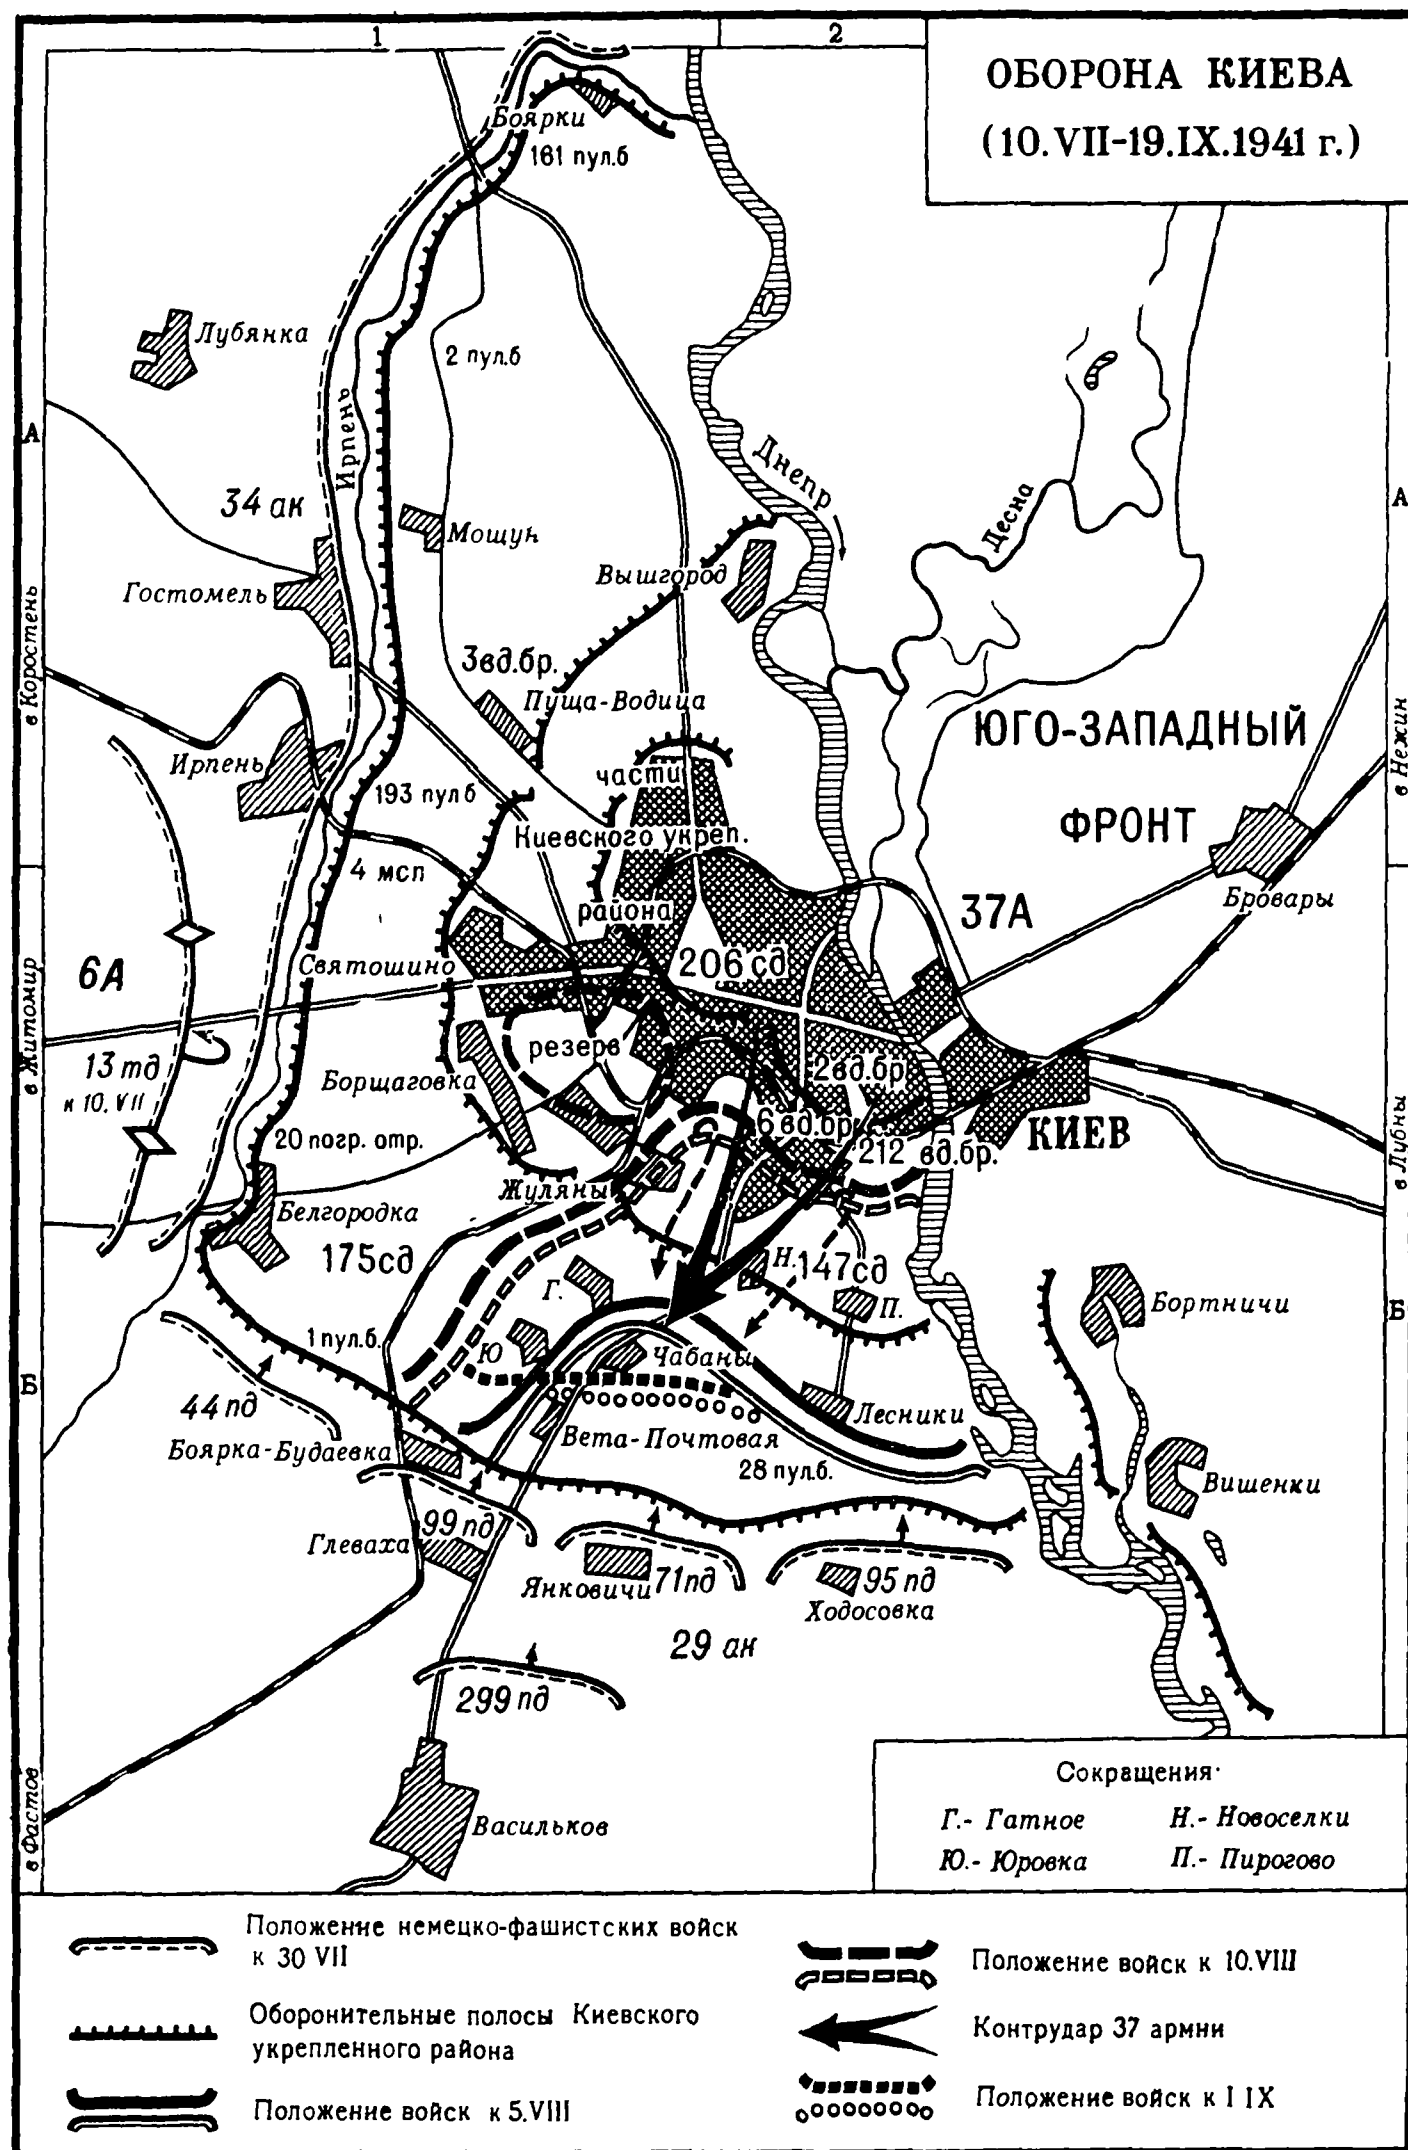 1
2
ОБОРОНА КИЕВА
(10.VII-19.IX.1941 г.)
Боярки
161 пул.б
Лубянка
2 пул.б
Ирпень
А
34 ак
Днепр
Десна
А
Мощун
Вышгород
Гостомель
в Коростень
3вд.бр.
Пуща-Водица
ЮГО-ЗАПАДНЫЙ
ФРОНТ
в Нежин
Ирпень
193 пул б
части
Киевского укреп.
района
4 мсп
37А
Бровары
Святошино
206 сд
6А
13 тд
к 10. VII
в Житомир
резерв
Борщаговка
2вд.бр.
6 вд.бр.
212 вд.бр.
КИЕВ
в Лубны
20 погр. отр.
Жуляны
Белгородка
175сд
Г.
Н.
147сд
П.
Бортничи
Б
1 пул.б.
Ю
Чабаны
Б
44 пд
Лесники
Боярка-Будаевка
Вета-Почтовая
28 пул.б.
Вишенки
99 пд
Глеваха
Янковичи
71 пд
95 пд
Ходосовка
29 ак
299 пд
в Фастов
Васильков
Сокращения·
Г.- Гатное
Н.- Новоселки
Ю.- Юровка
П.- Пирогово
Положение немецко-фашистских войск
к 30 VII
Оборонительные полосы Киевского
укрепленного района
Положение войск к 5.VIII
Положение войск к 10.VIII
Контрудар 37 армни
Положение войск к I IX